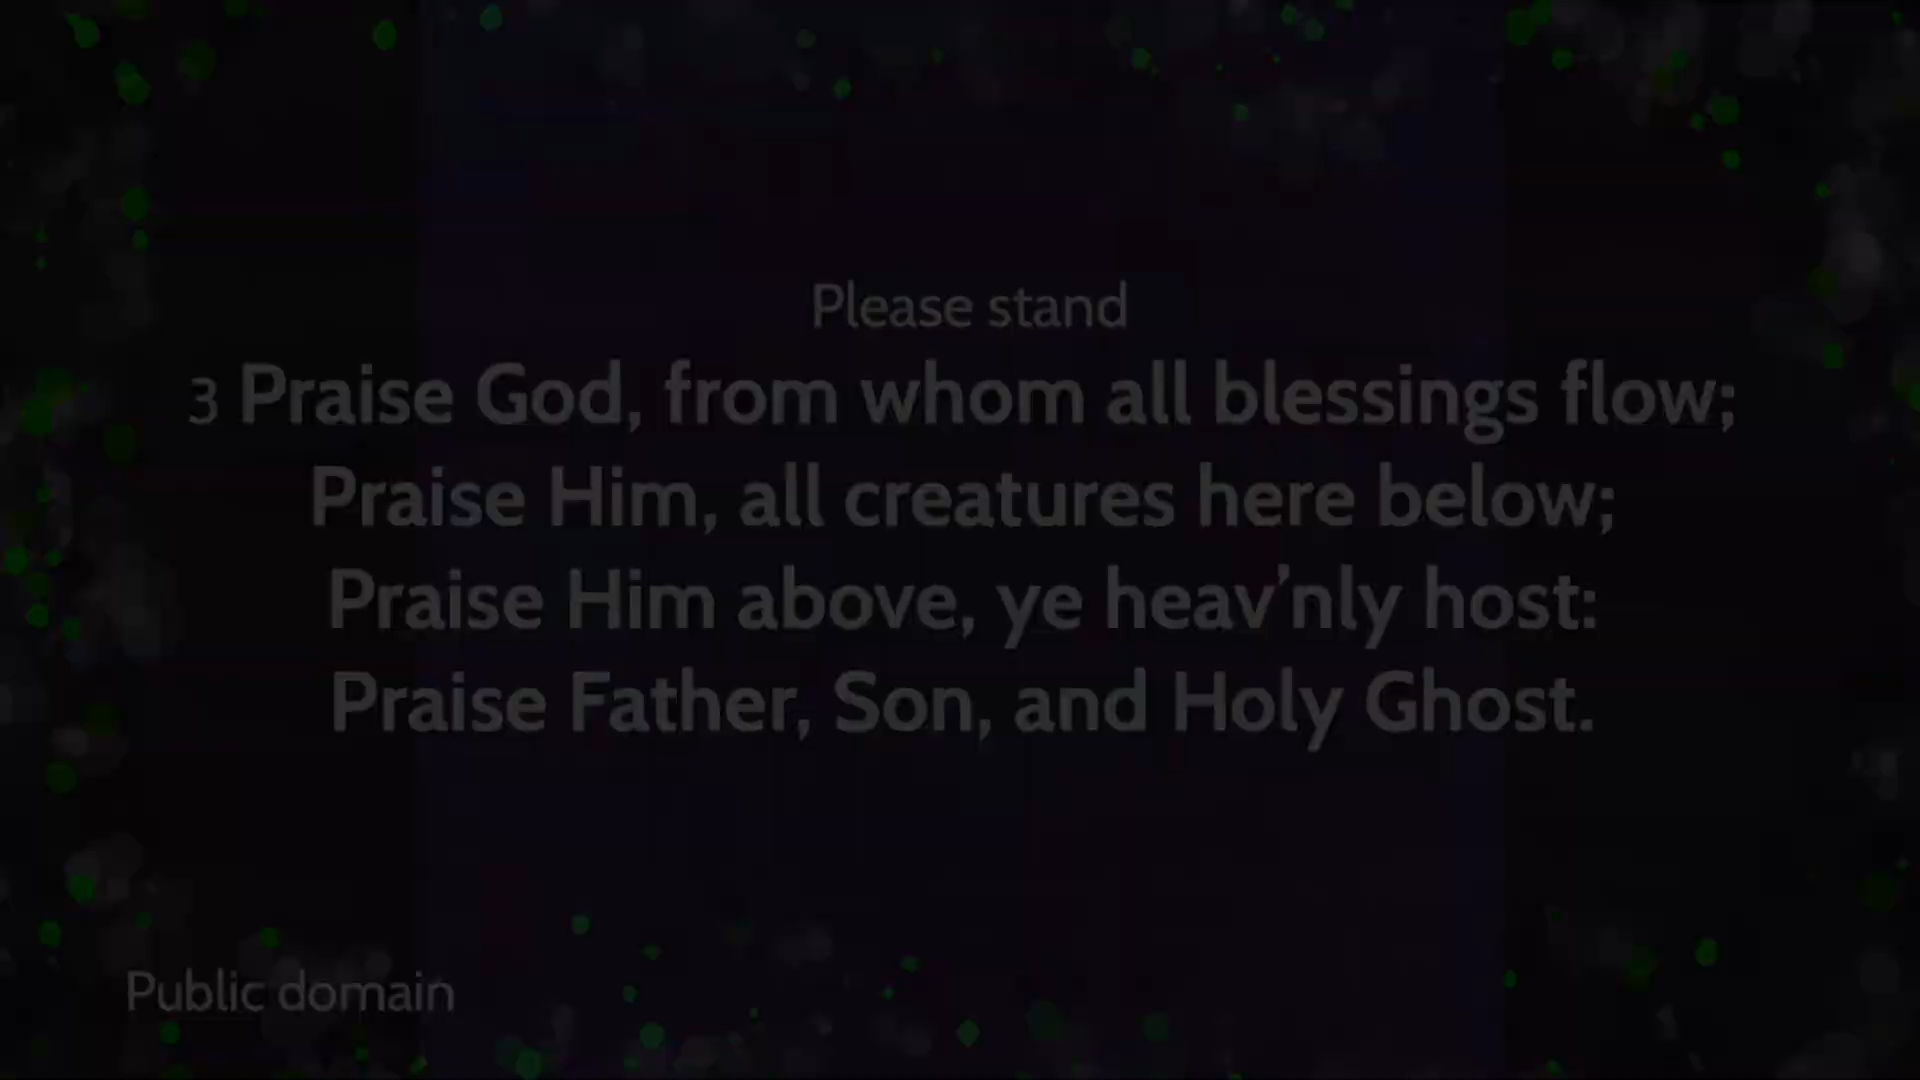 Please stand
3 Praise God, from whom all blessings flow;
Praise Him, all creatures here below;
Praise Him above, ye heav’nly host:
Praise Father, Son, and Holy Ghost.
Public domain